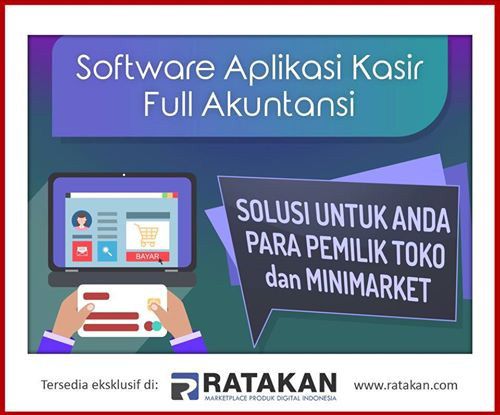 Software Aplikasi Kasir
Full Akuntansi
BAYAR
SOLUSI UNTUK ANDA
PARA PEMILIK TOKO
dan MINIMARKET
Tersedia eksklusif di:
RATAKAN
MARKETPLACE PRODUK DIGITAL INDONESIA
www.ratakan.com